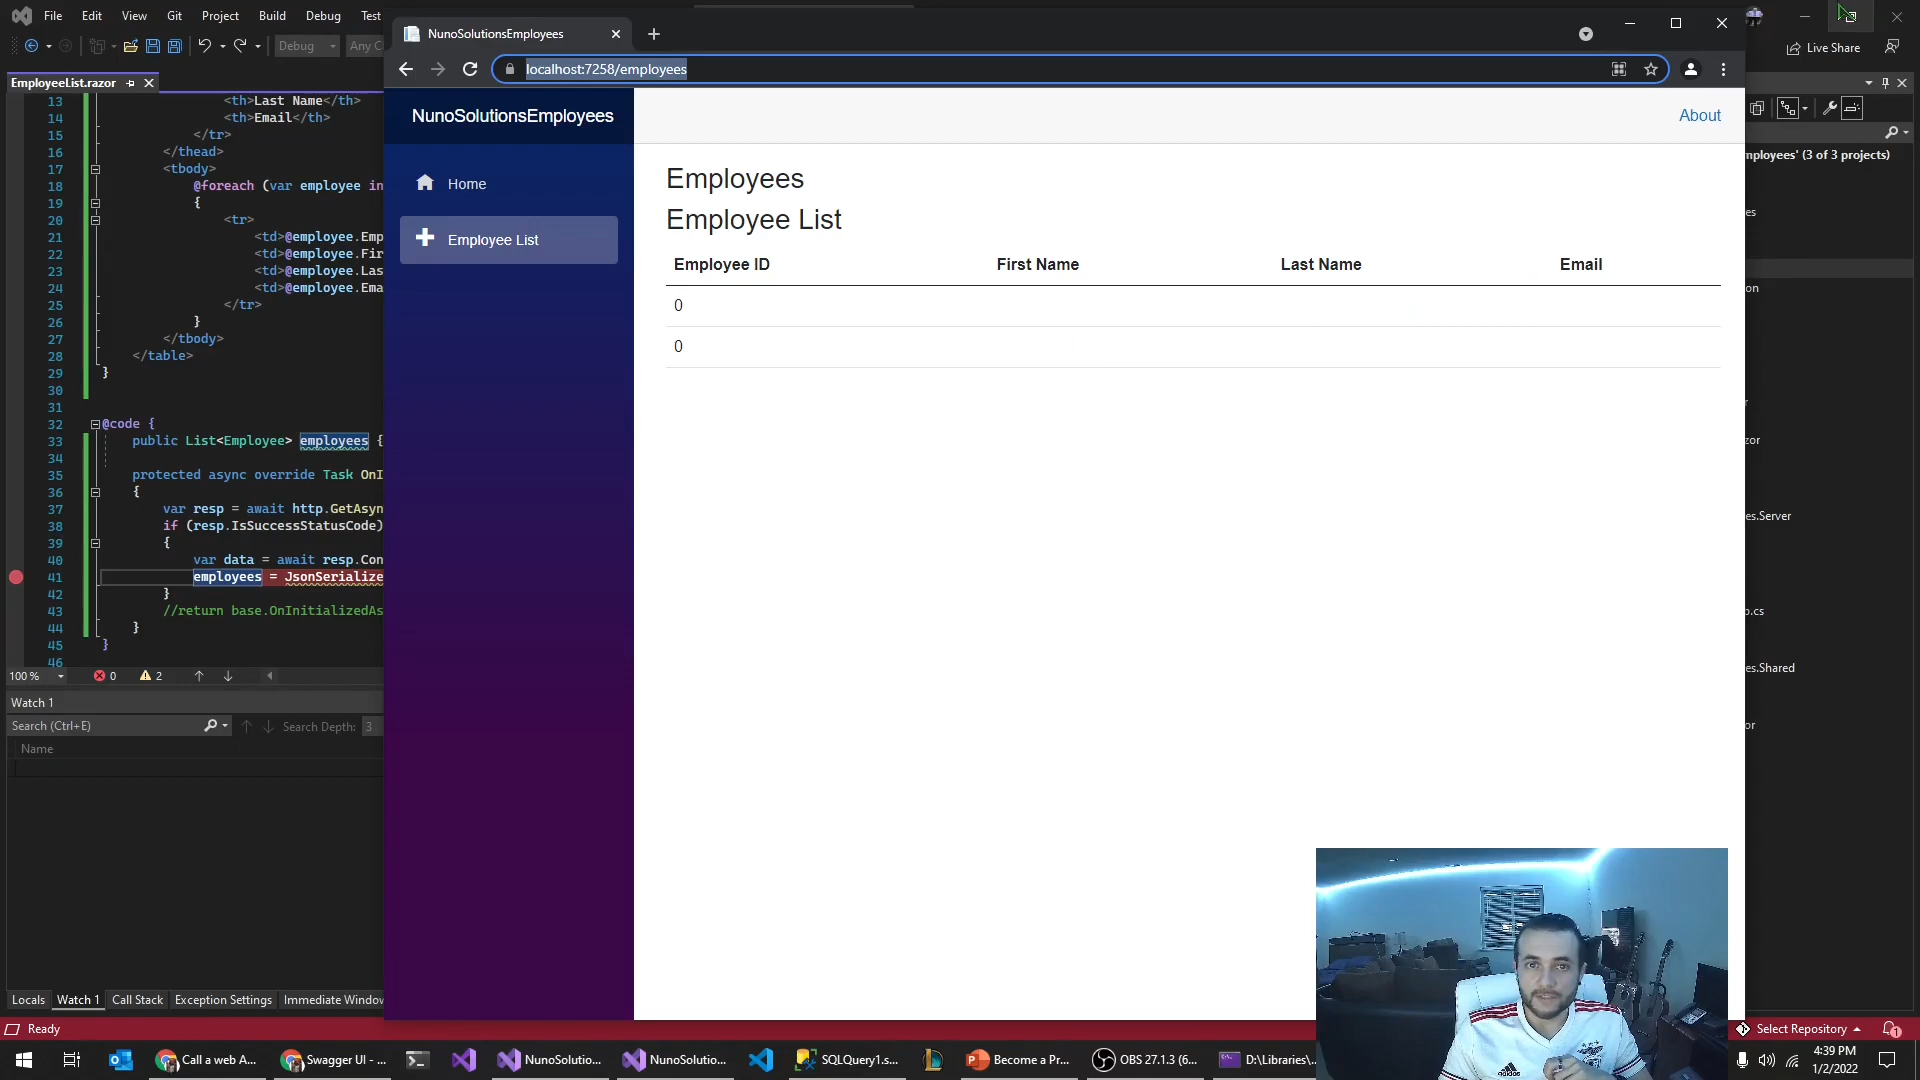 File Edit View Git Project Build Debug Test
Debug Any C
Live Share
EmployeeList.razor
13 <th>Last Name</th>
14 <th>Email</th>
15 </tr>
16 </thead>
17 <tbody>
18 @foreach (var employee in
19 {
20 <tr>
21 <td>@employee.Emp
22 <td>@employee.Fir
23 <td>@employee.Las
24 <td>@employee.Ema
25 </tr>
26 }
27 </tbody>
28 </table>
29 }
30
31
32 @code {
33 public List<Employee> employees {
34
35 protected async override Task OnI
36 {
37 var resp = await http.GetAsyn
38 if (resp.IsSuccessStatusCode)
39 {
40 var data = await resp.Con
41 employees = JsonSerialize
42 }
43 //return base.OnInitializedAs
44 }
45 }
46
100 % 0 2
Watch 1
Search (Ctrl+E) Search Depth: 3
Name
Locals Watch 1 Call Stack Exception Settings Immediate Window
Ready
NunoSolutionsEmployees
localhost:7258/employees
NunoSolutionsEmployees
Home
Employee List
About
Employees
Employee List
Employee ID First Name Last Name Email
0
0
mployees' (3 of 3 projects)
es
on
r
zor
es.Server
p.cs
es.Shared
or
Select Repository 1
Call a web A... Swagger UI - ... NunoSolutio... NunoSolutio... SQLQuery1.s... Become a Pr... OBS 27.1.3 (6... D:\Libraries\...
4:39 PM
1/2/2022